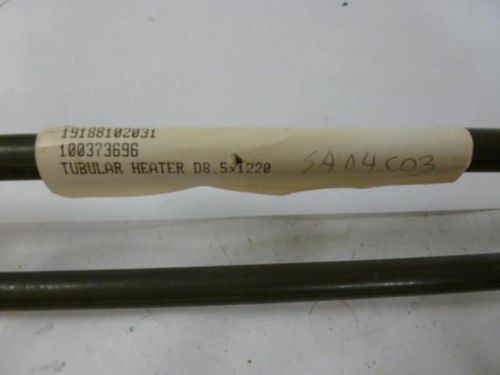 19188102031
100373696
TUBULAR HEATER D8.5x1220
SA04C03